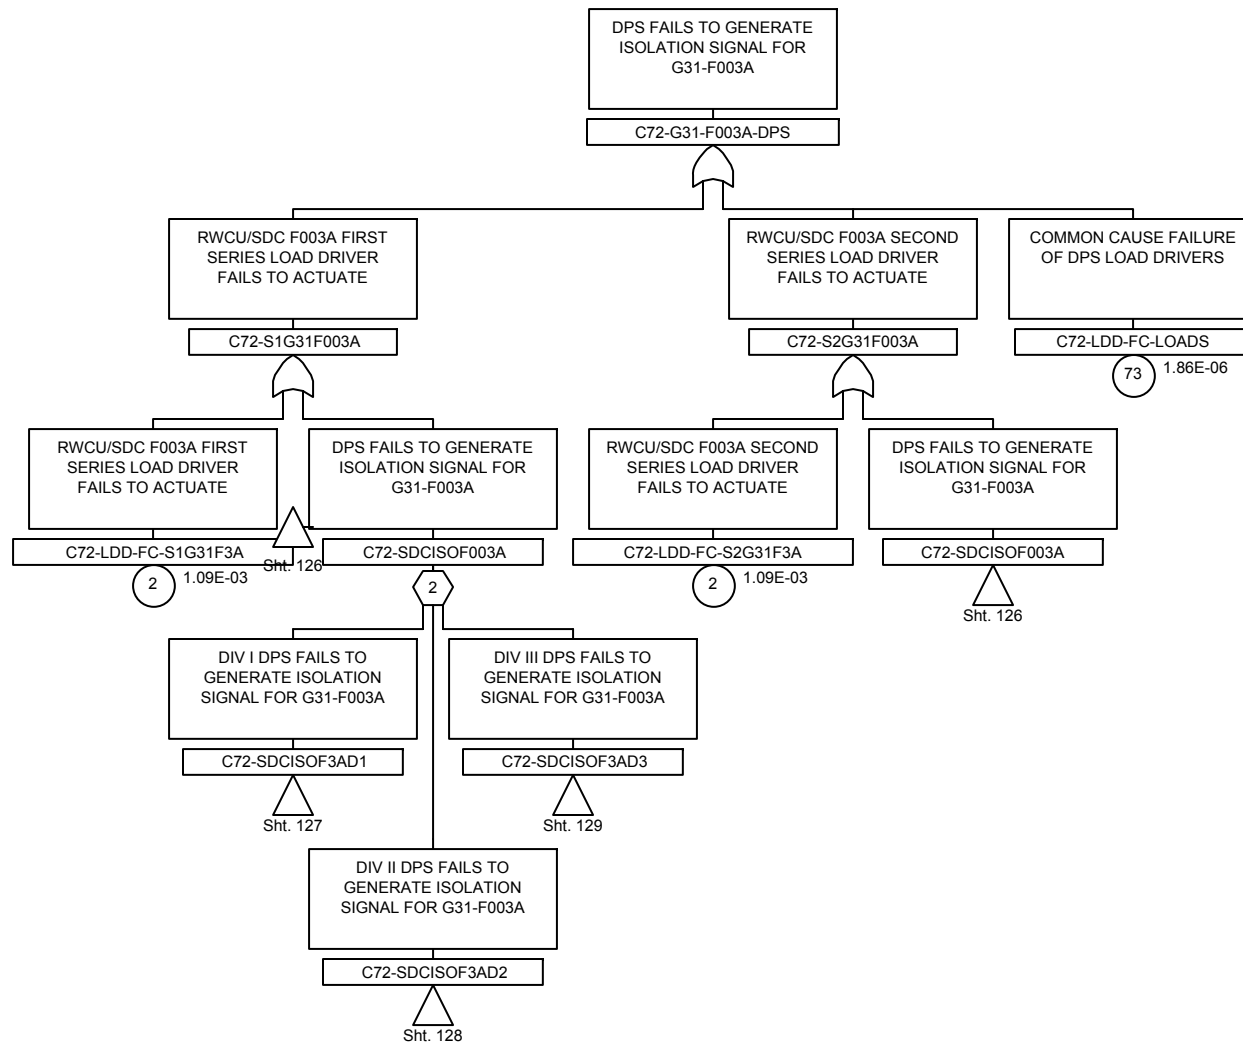 DPS FAILS TO GENERATE
ISOLATION SIGNAL FOR
G31-F003A
C72-G31-F003A-DPS
RWCU/SDC F003A FIRST
SERIES LOAD DRIVER
FAILS TO ACTUATE
C72-S1G31F003A
RWCU/SDC F003A SECOND
SERIES LOAD DRIVER
FAILS TO ACTUATE
C72-S2G31F003A
COMMON CAUSE FAILURE
OF DPS LOAD DRIVERS
C72-LDD-FC-LOADS
73
1.86E-06
RWCU/SDC F003A FIRST
SERIES LOAD DRIVER
FAILS TO ACTUATE
C72-LDD-FC-S1G31F3A
2
1.09E-03
Sht. 126
DPS FAILS TO GENERATE
ISOLATION SIGNAL FOR
G31-F003A
C72-SDCISOF003A
2
RWCU/SDC F003A SECOND
SERIES LOAD DRIVER
FAILS TO ACTUATE
C72-LDD-FC-S2G31F3A
2
1.09E-03
DPS FAILS TO GENERATE
ISOLATION SIGNAL FOR
G31-F003A
C72-SDCISOF003A
Sht. 126
DIV I DPS FAILS TO
GENERATE ISOLATION
SIGNAL FOR G31-F003A
C72-SDCISOF3AD1
Sht. 127
DIV III DPS FAILS TO
GENERATE ISOLATION
SIGNAL FOR G31-F003A
C72-SDCISOF3AD3
Sht. 129
DIV II DPS FAILS TO
GENERATE ISOLATION
SIGNAL FOR G31-F003A
C72-SDCISOF3AD2
Sht. 128